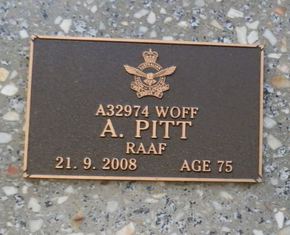 A32974 WOFF
A. PITT
RAAF
21. 9. 2008 AGE 75